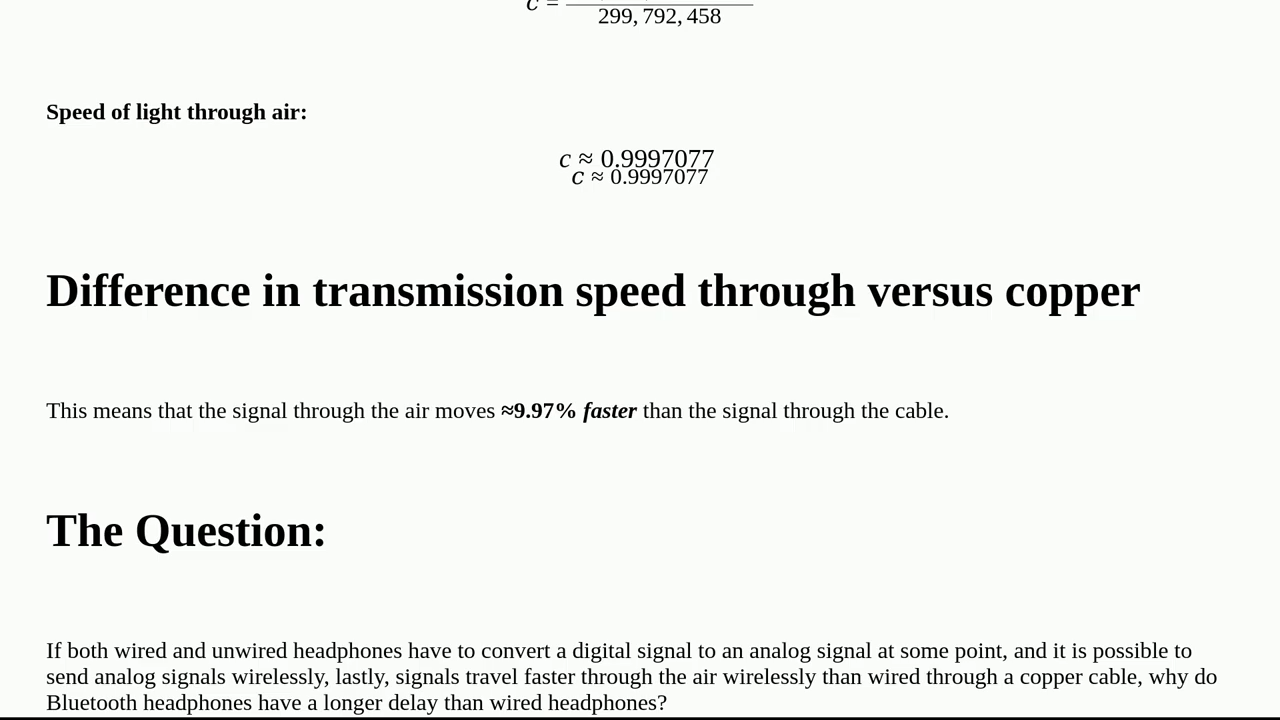 c =
299, 792, 458
Speed of light through air:
c ≈ 0.9997077
c ≈ 0.9997077
Difference in transmission speed through versus copper
This means that the signal through the air moves ≈9.97% faster than the signal through the cable.
The Question:
If both wired and unwired headphones have to convert a digital signal to an analog signal at some point, and it is possible to
send analog signals wirelessly, lastly, signals travel faster through the air wirelessly than wired through a copper cable, why do
Bluetooth headphones have a longer delay than wired headphones?